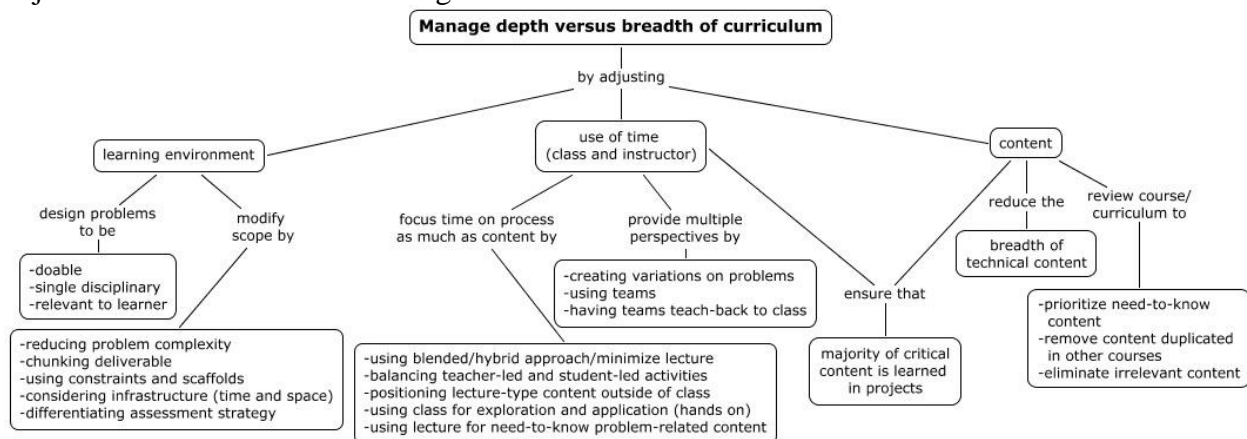 Manage depth versus breadth of curriculum
by adjusting
learning environment
use of time
(class and instructor)
content
design problems
to be
modify
scope by
focus time on process
as much as content by
provide multiple
perspectives by
reduce the
review course/
curriculum to
-doable
-single disciplinary
-relevant to learner
-creating variations on problems
-using teams
-having teams teach-back to class
ensure that
breadth of
technical content
-reducing problem complexity
-chunking deliverable
-using constraints and scaffolds
-considering infrastructure (time and space)
-differentiating assessment strategy
-using blended/hybrid approach/minimize lecture
-balancing teacher-led and student-led activities
-positioning lecture-type content outside of class
-using class for exploration and application (hands on)
-using lecture for need-to-know problem-related content
majority of critical
content is learned
in projects
-prioritize need-to-know
content
-remove content duplicated
in other courses
-eliminate irrelevant content